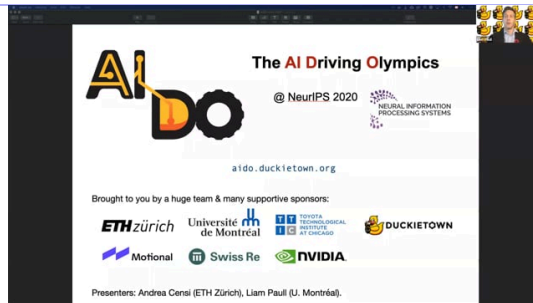 AI
DO
The AI Driving Olympics
@ NeurIPS 2020
NEURAL INFORMATION
PROCESSING SYSTEMS
aido.duckietown.org
Brought to you by a huge team & many supportive sponsors:
ETH zürich
Université
de Montréal
TTIC
TOYOTA
TECHNOLOGICAL
INSTITUTE
AT CHICAGO
DUCKIETOWN
Motional
Swiss Re
NVIDIA.
Presenters: Andrea Censi (ETH Zürich), Liam Paull (U. Montréal).